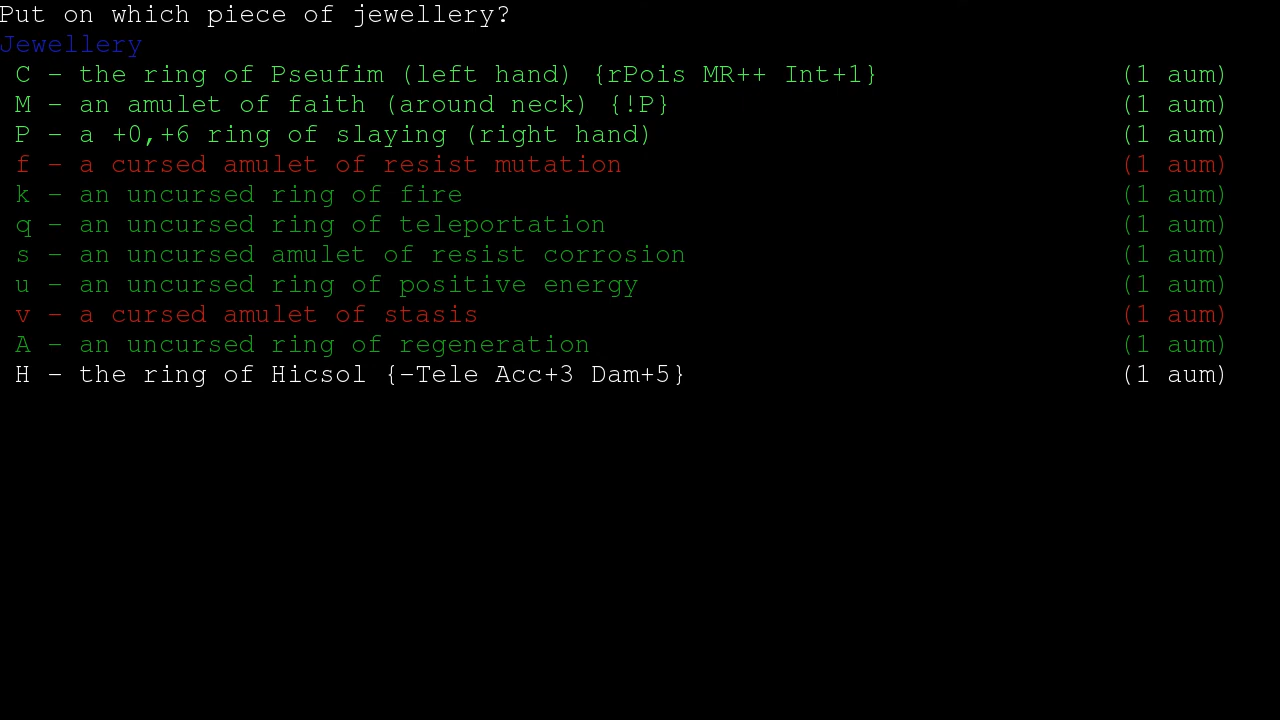 Put on which piece of jewellery?
Jewellery
C - the ring of Pseufim (left hand) {rPois MR++ Int+1} (1 aum)
M - an amulet of faith (around neck) {!P} (1 aum)
P - a +0,+6 ring of slaying (right hand) (1 aum)
f - a cursed amulet of resist mutation (1 aum)
k - an uncursed ring of fire (1 aum)
q - an uncursed ring of teleportation (1 aum)
s - an uncursed amulet of resist corrosion (1 aum)
u - an uncursed ring of positive energy (1 aum)
v - a cursed amulet of stasis (1 aum)
A - an uncursed ring of regeneration (1 aum)
H - the ring of Hicsol {-Tele Acc+3 Dam+5} (1 aum)